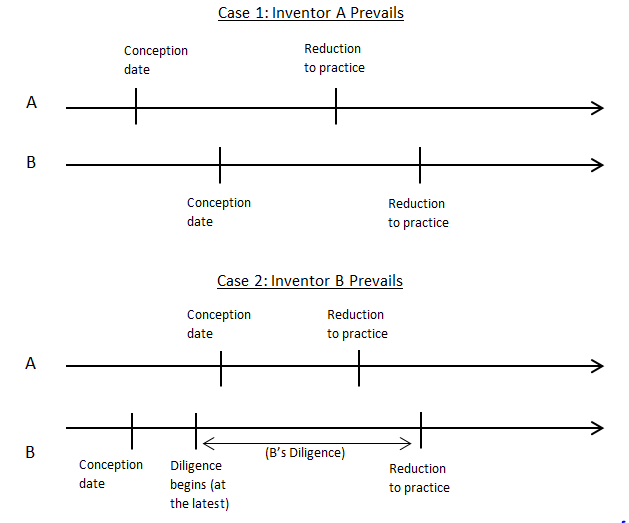 Case 1: Inventor A Prevails
Conception
date
Reduction
to practice
A
B
Conception
date
Reduction
to practice
Case 2: Inventor B Prevails
Conception
date
Reduction
to practice
A
B
(B's Diligence)
Conception
date
Diligence
begins (at
the latest)
Reduction
to practice